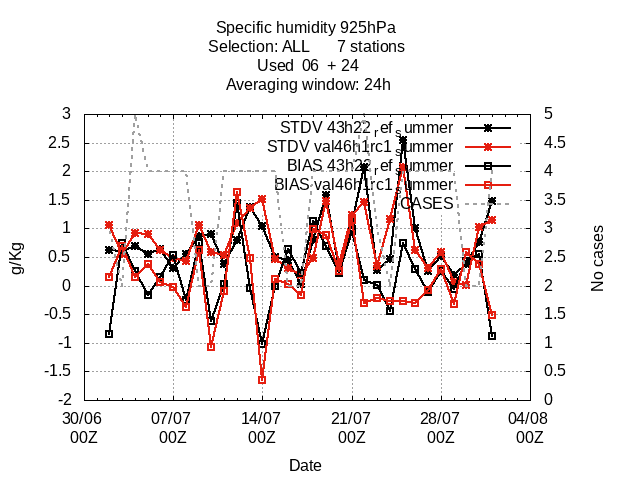 Specific humidity 925hPa
Selection: ALL 7 stations
Used 06 + 24
Averaging window: 24h
STDV 43h22_ref_summer
STDV val46h1rc1_summer
BIAS 43h22_ref_summer
BIAS val46h1rc1_summer
CASES
3
2.5
2
1.5
1
0.5
0
-0.5
-1
-1.5
-2
g/Kg
5
4.5
4
3.5
3
2.5
2
1.5
1
0.5
0
No cases
30/06 07/07 14/07 21/07 28/07 04/08
00Z 00Z 00Z 00Z 00Z 00Z
Date